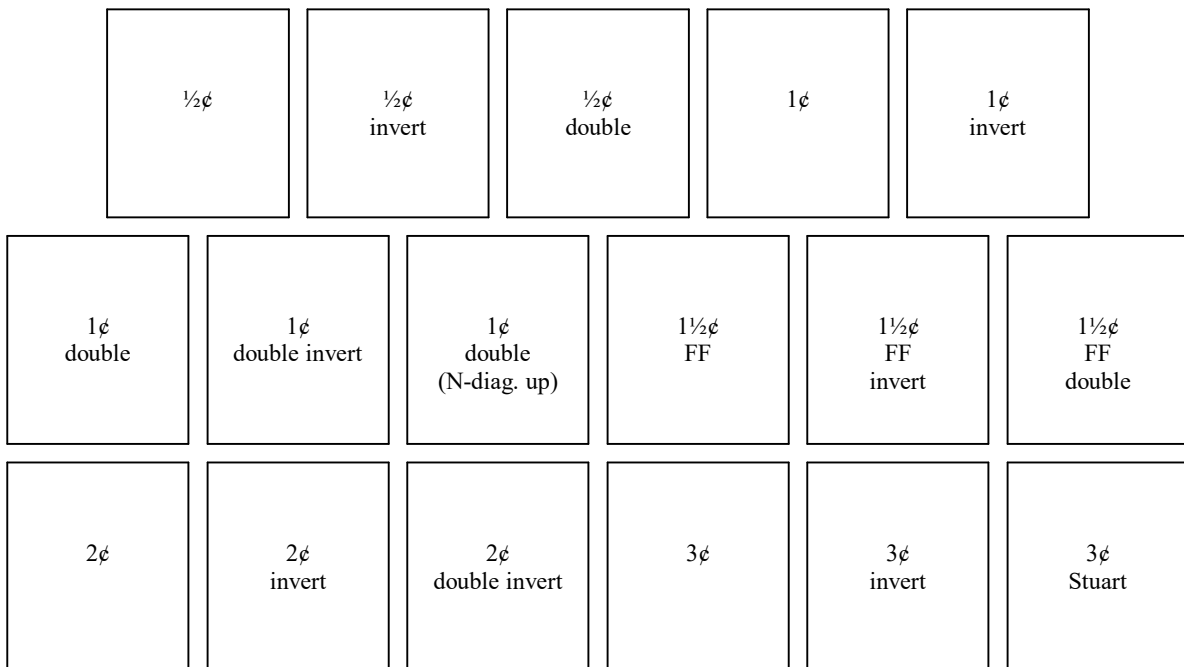 ½¢
½¢
invert
½¢
double
1¢
1¢
invert
1¢
double
1¢
double invert
1¢
double
(N-diag. up)
1½¢
FF
1½¢
FF
invert
1½¢
FF
double
2¢
2¢
invert
2¢
double invert
3¢
3¢
invert
3¢
Stuart